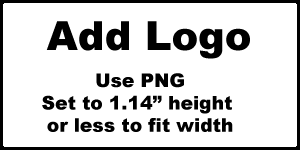 Add Logo
Use PNG
Set to 1.14” height
or less to fit width